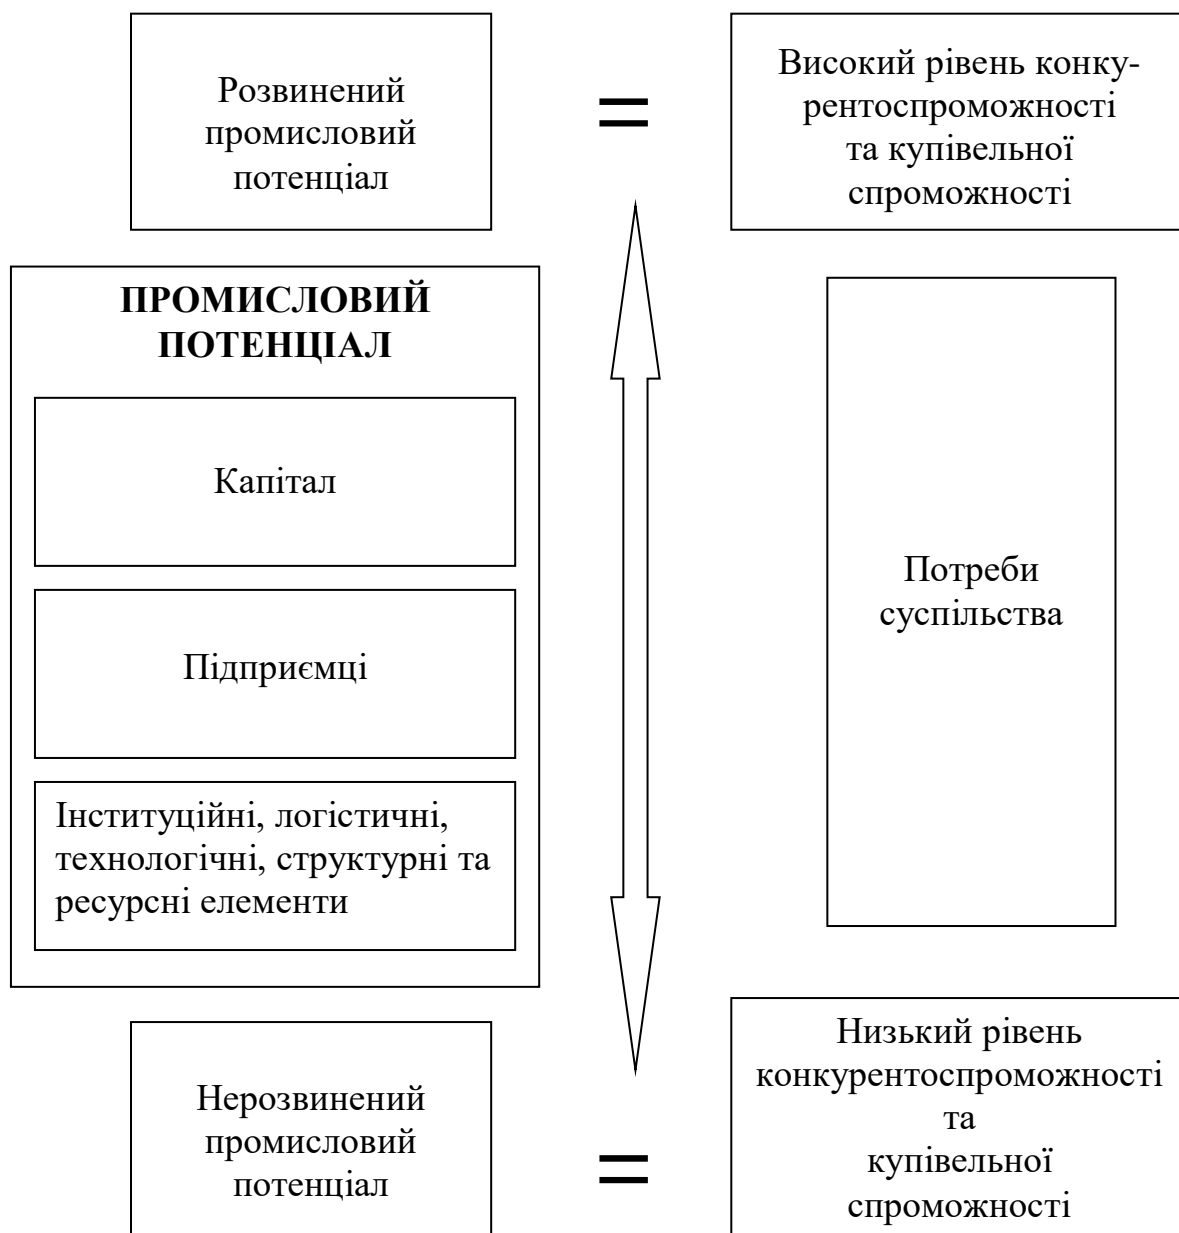 Розвинений
промисловий
потенціал
=
Високий рівень конку-
рентоспроможності
та купівельної
спроможності
ПРОМИСЛОВИЙ
ПОТЕНЦІАЛ
Капітал
Підприємці
Інституційні, логістичні,
технологічні, структурні та
ресурсні елементи
Потреби
суспільства
Нерозвинений
промисловий
потенціал
=
Низький рівень
конкурентоспроможності
та
купівельної
спроможності